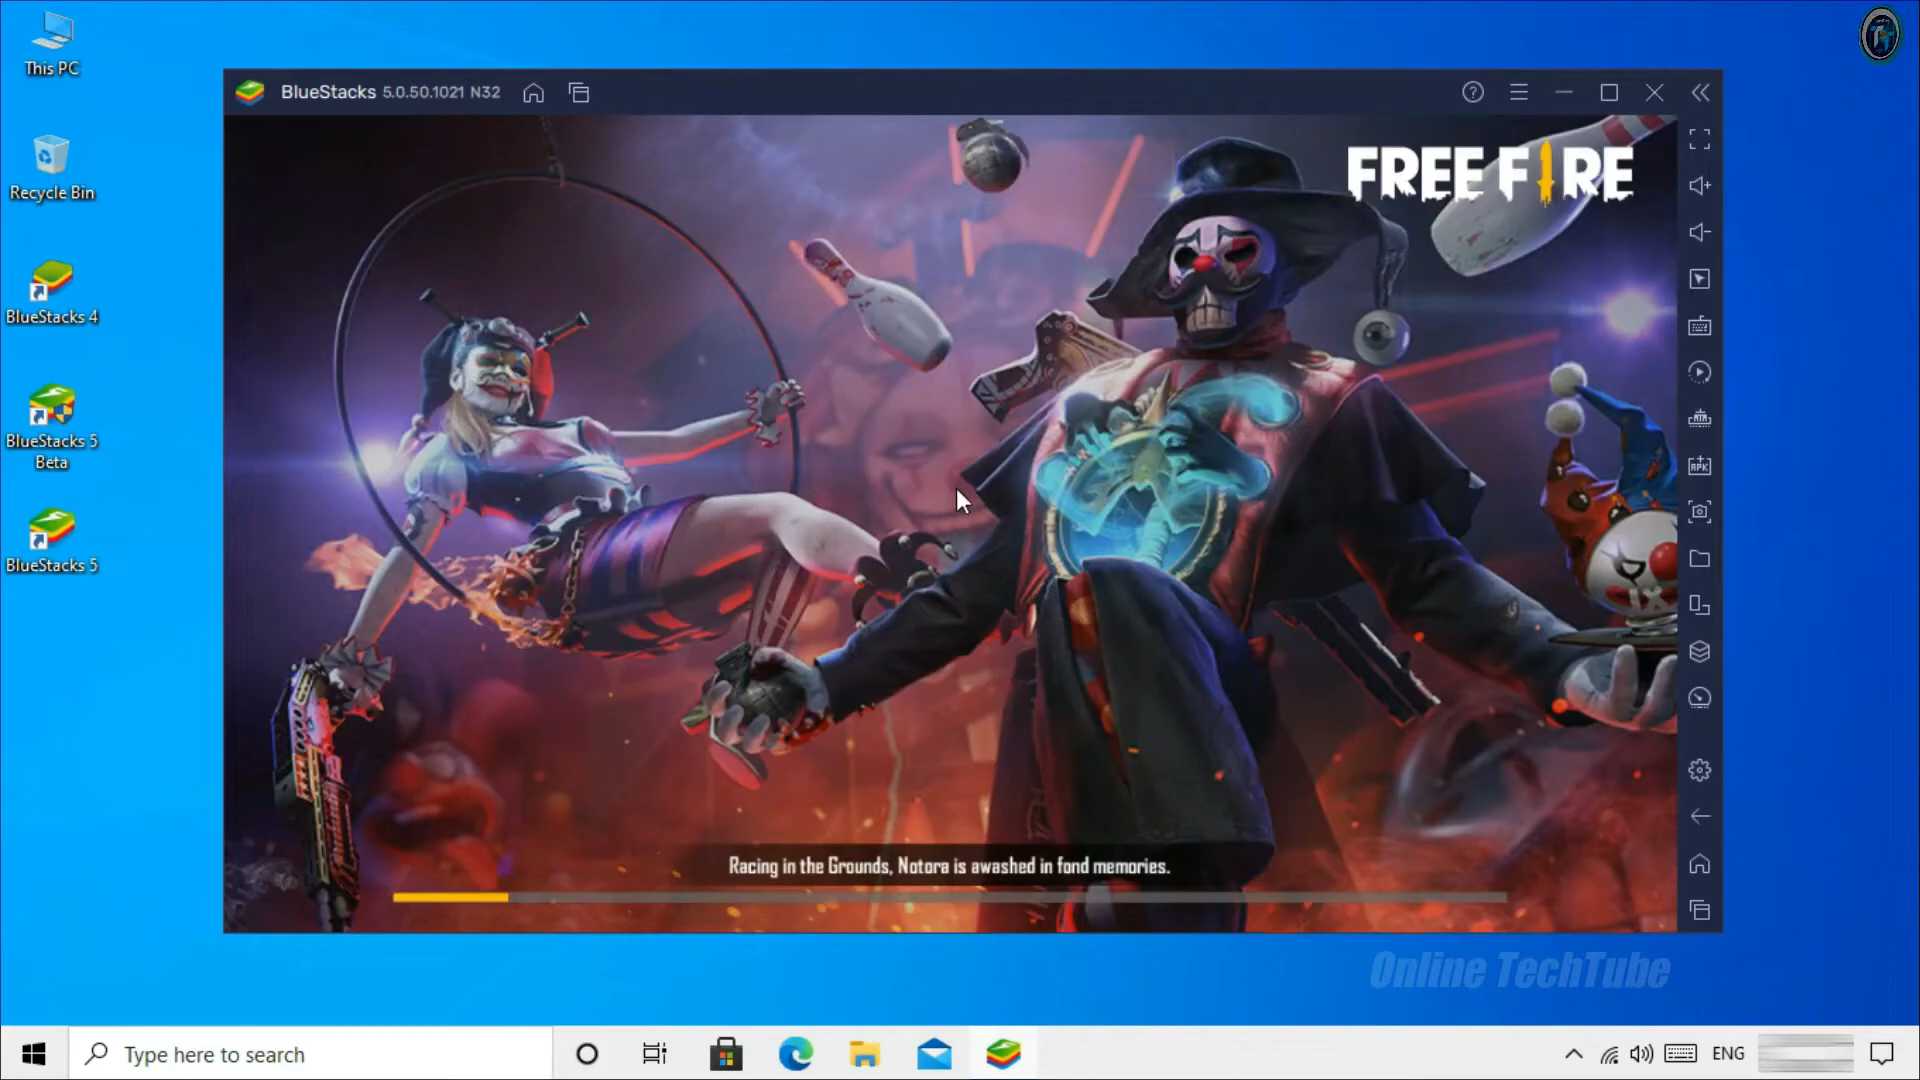 This PC
Recycle Bin
BlueStacks 4
BlueStacks 5
Beta
BlueStacks 5
BlueStacks 5.0.50.1021 N32
FREE FIRE
APK
Racing in the Grounds, Notora is awashed in fond memories.
Online TechTube
Type here to search
ENG